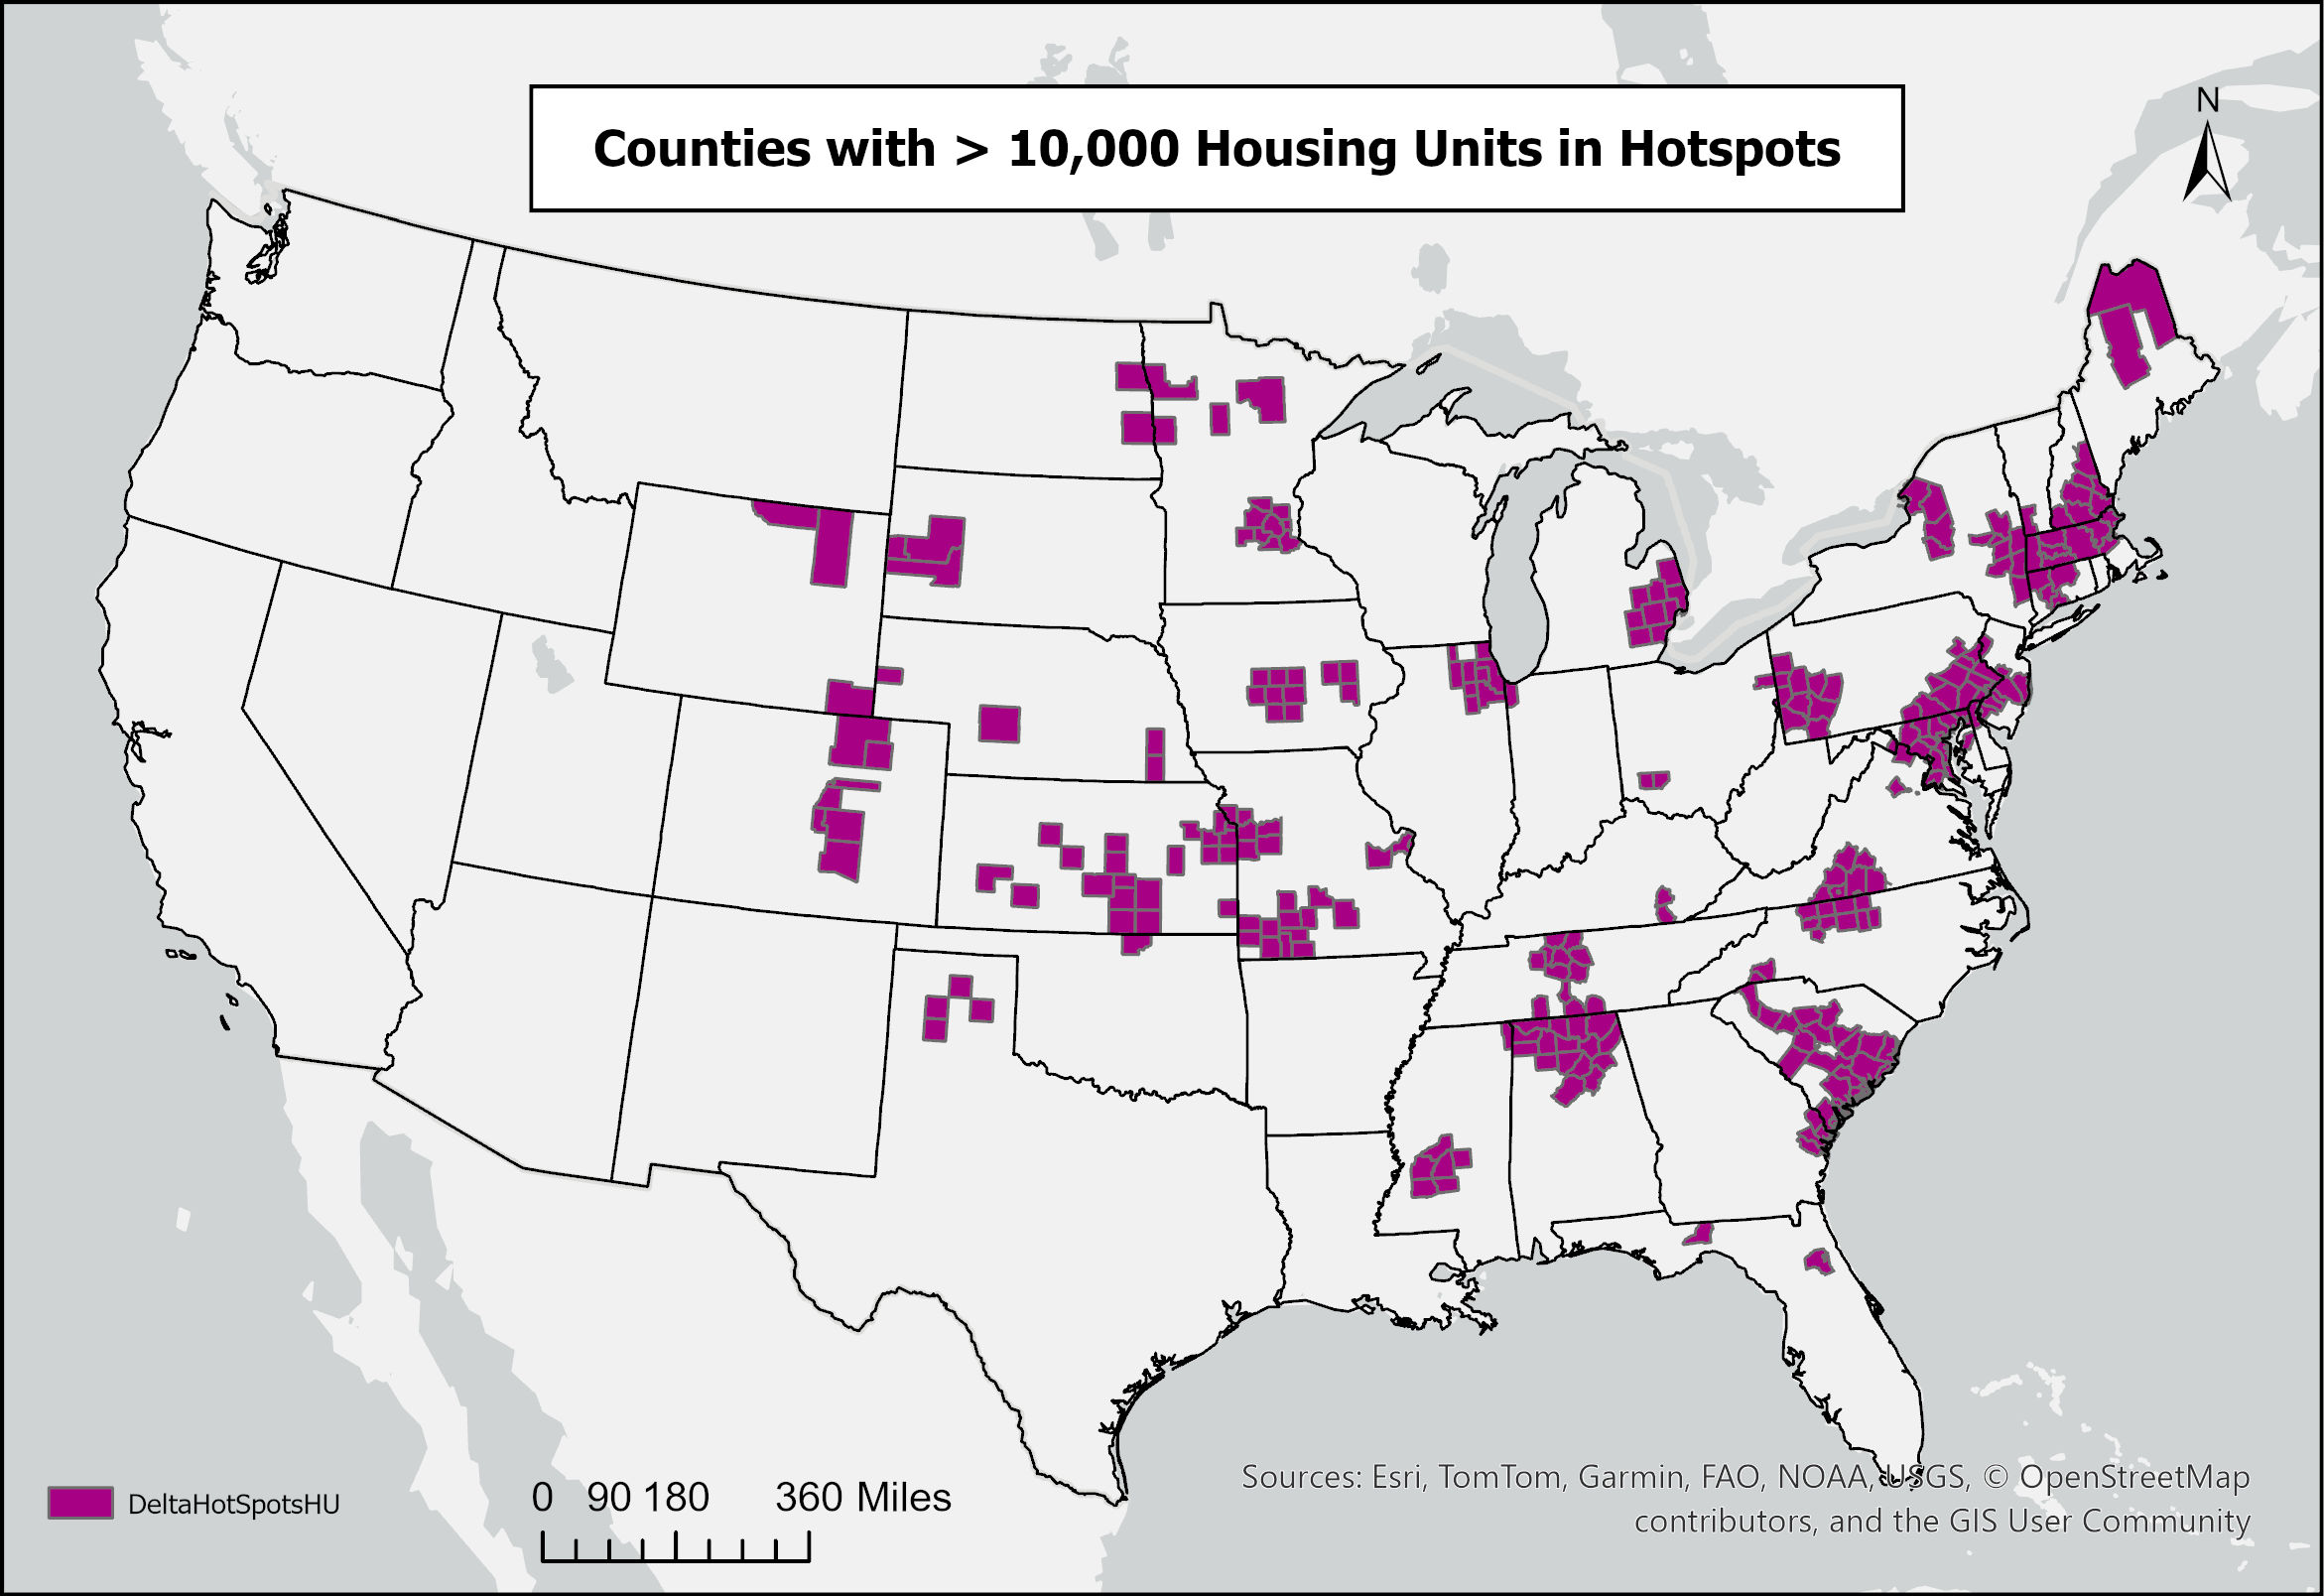 Counties with > 10,000 Housing Units in Hotspots
N
DeltaHotSpotsHU
0 90 180 360 Miles
Sources: Esri, TomTom, Garmin, FAO, NOAA, USGS, © OpenStreetMap
contributors, and the GIS User Community